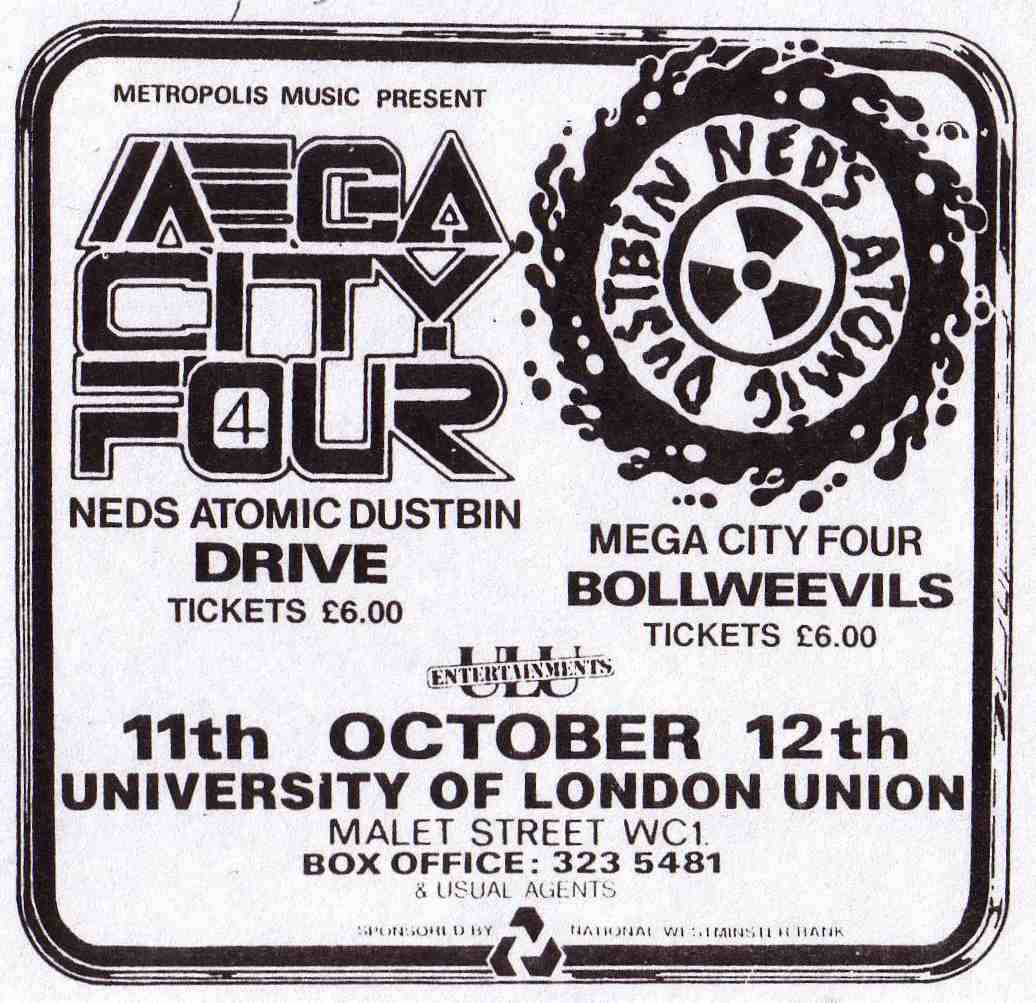 METROPOLIS MUSIC PRESENT
MEGA
CITY
FOUR
4
NEDS ATOMIC DUSTBIN
DRIVE
TICKETS £6.00
NED'S ATOMIC DUSTBIN
MEGA CITY FOUR
BOLLWEEVILS
TICKETS £6.00
ULU
ENTERTAINMENTS
11th OCTOBER 12th
UNIVERSITY OF LONDON UNION
MALET STREET WC1.
BOX OFFICE: 323 5481
& USUAL AGENTS
SPONSORED BY NATIONAL WESTMINSTER BANK